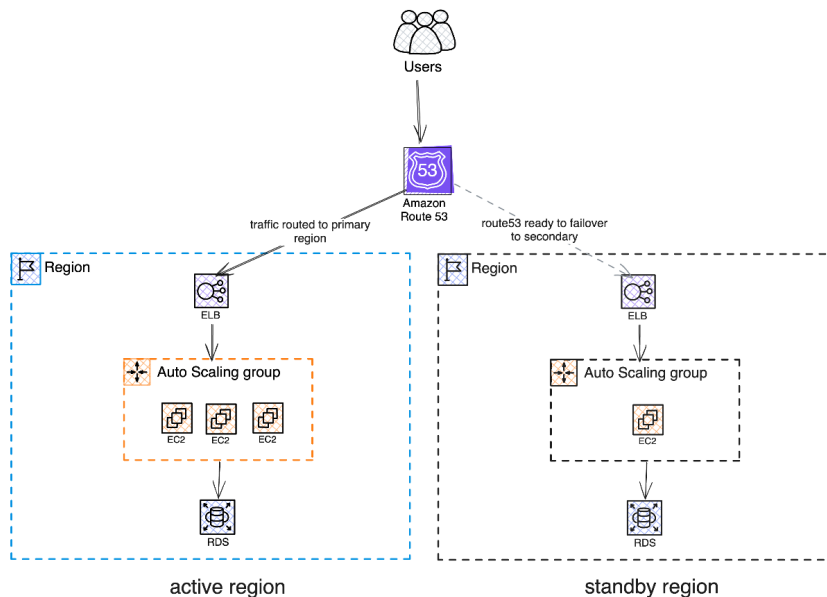 Users
53
Amazon
Route 53
traffic routed to primary
region
route53 ready to failover
to secondary
Region
ELB
Auto Scaling group
EC2
EC2
EC2
RDS
active region
Region
ELB
Auto Scaling group
EC2
RDS
standby region